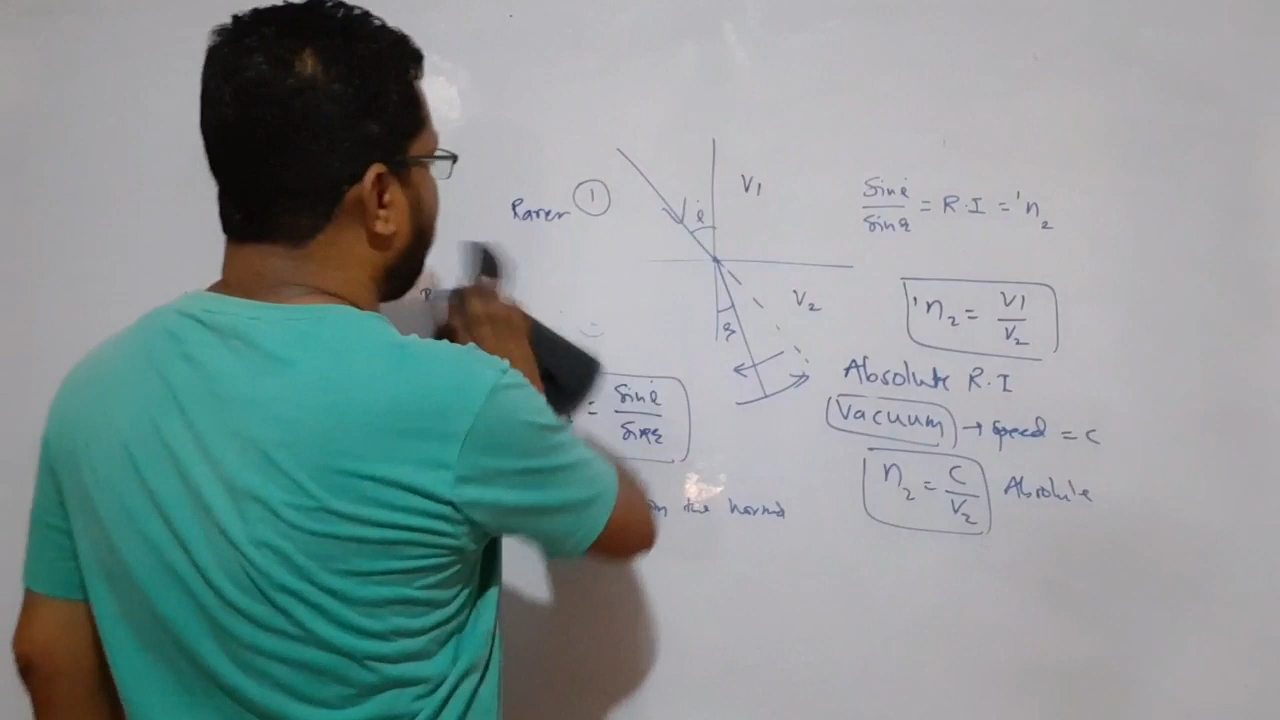 Rarer ①
i
V1
V2
r
= Sin i / Sin r
the normal
Sin i / Sin r = R.I = ¹n₂
¹n₂ = V1 / V2
Absolute R.I
Vacuum → speed = c
n₂ = C / V₂ Absolute